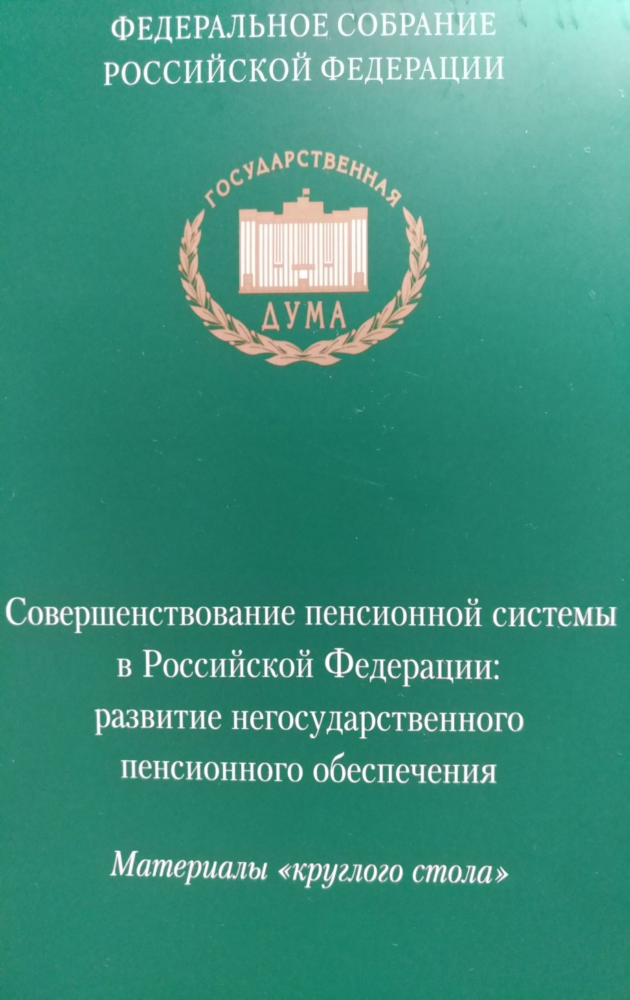 ФЕДЕРАЛЬНОЕ СОБРАНИЕ
РОССИЙСКОЙ ФЕДЕРАЦИИ
ГОСУДАРСТВЕННАЯ
ДУМА
Совершенствование пенсионной системы
в Российской Федерации:
развитие негосударственного
пенсионного обеспечения
Материалы «круглого стола»